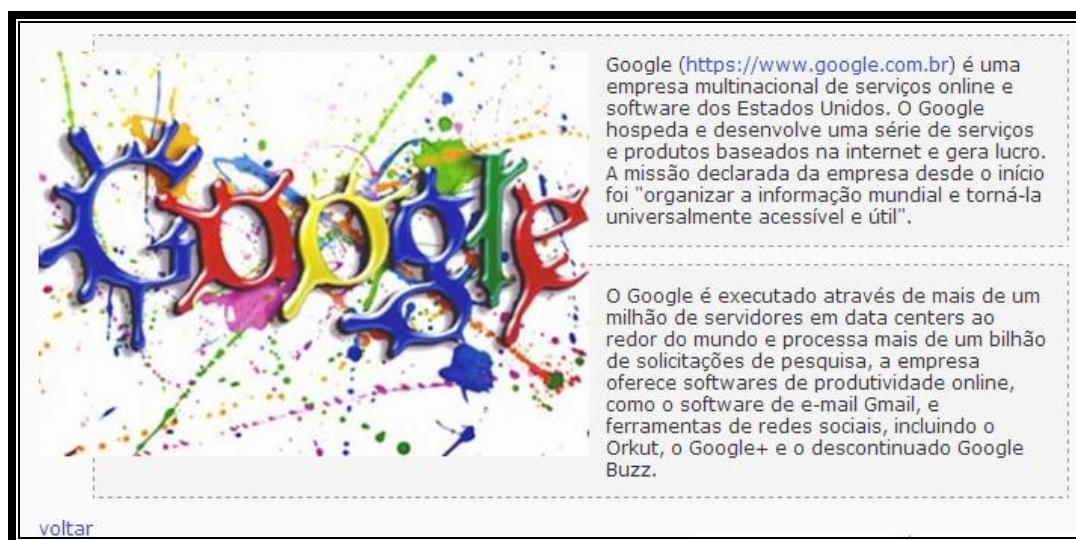 Google
Google (https://www.google.com.br) é uma
empresa multinacional de serviços online e
software dos Estados Unidos. O Google
hospeda e desenvolve uma série de serviços
e produtos baseados na internet e gera lucro.
A missão declarada da empresa desde o início
foi "organizar a informação mundial e torná-la
universalmente acessível e útil".
O Google é executado através de mais de um
milhão de servidores em data centers ao
redor do mundo e processa mais de um bilhão
de solicitações de pesquisa, a empresa
oferece softwares de produtividade online,
como o software de e-mail Gmail, e
ferramentas de redes sociais, incluindo o
Orkut, o Google+ e o descontinuado Google
Buzz.
voltar